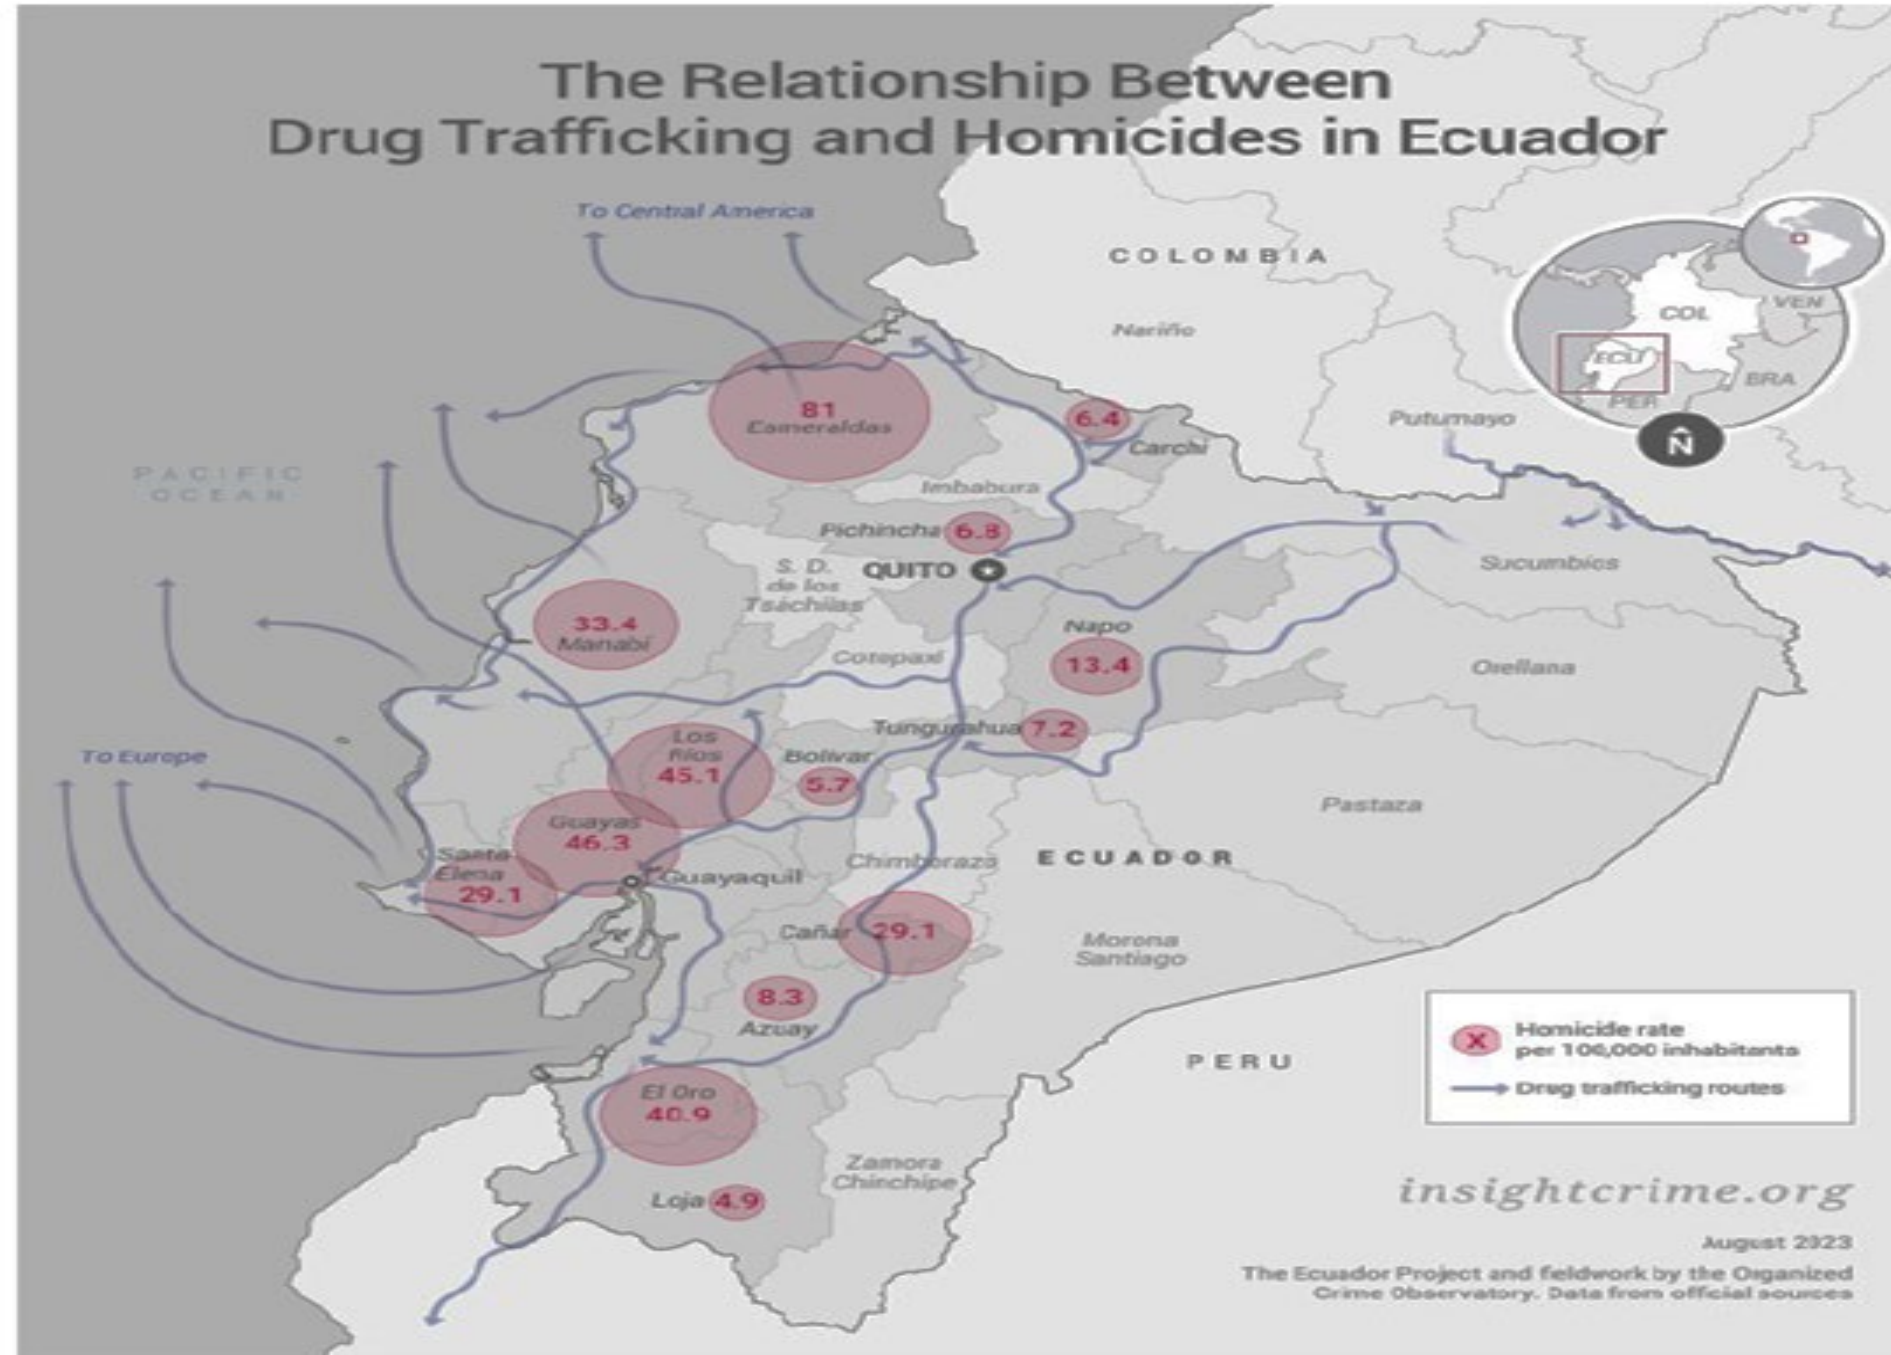 The Relationship Between
Drug Trafficking and Homicides in Ecuador
To Central America
COLOMBIA
Nariño
VEN
COL
ECU
BRA
PER
N
Putumayo
PACIFIC
OCEAN
81
Esmeraldas
6.4
Carchi
Imbabura
Pichincha 6.8
QUITO
S. D.
de los
Tsáchilas
Sucumbíos
33.4
Manabí
Napo
13.4
Cotopaxi
Orellana
Tungurahua 7.2
Los
Ríos
45.1
Bolívar
5.7
To Europe
Pastaza
Guayas
46.3
Santa
Elena
29.1
Guayaquil
Chimborazo
ECUADOR
Cañar 29.1
Morona
Santiago
8.3
Azuay
PERU
El Oro
40.9
Zamora
Chinchipe
Loja 4.9
X Homicide rate
per 100,000 inhabitants
Drug trafficking routes
insightcrime.org
August 2023
The Ecuador Project and fieldwork by the Organized
Crime Observatory. Data from official sources